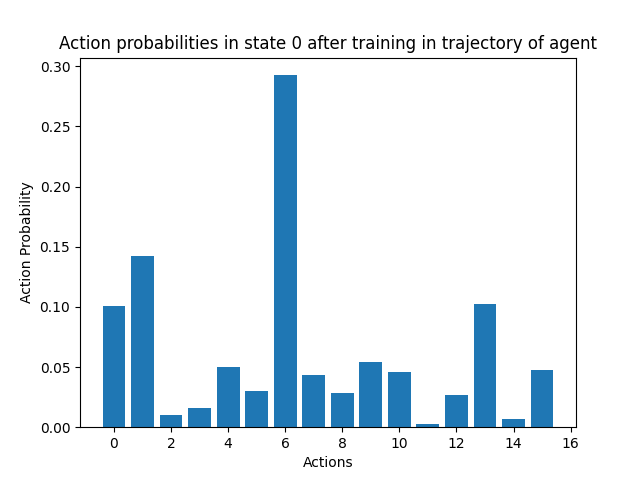 Action probabilities in state 0 after training in trajectory of agent
0.30
0.25
0.20
0.15
0.10
0.05
0.00
Action Probability
0 2 4 6 8 10 12 14 16
Actions